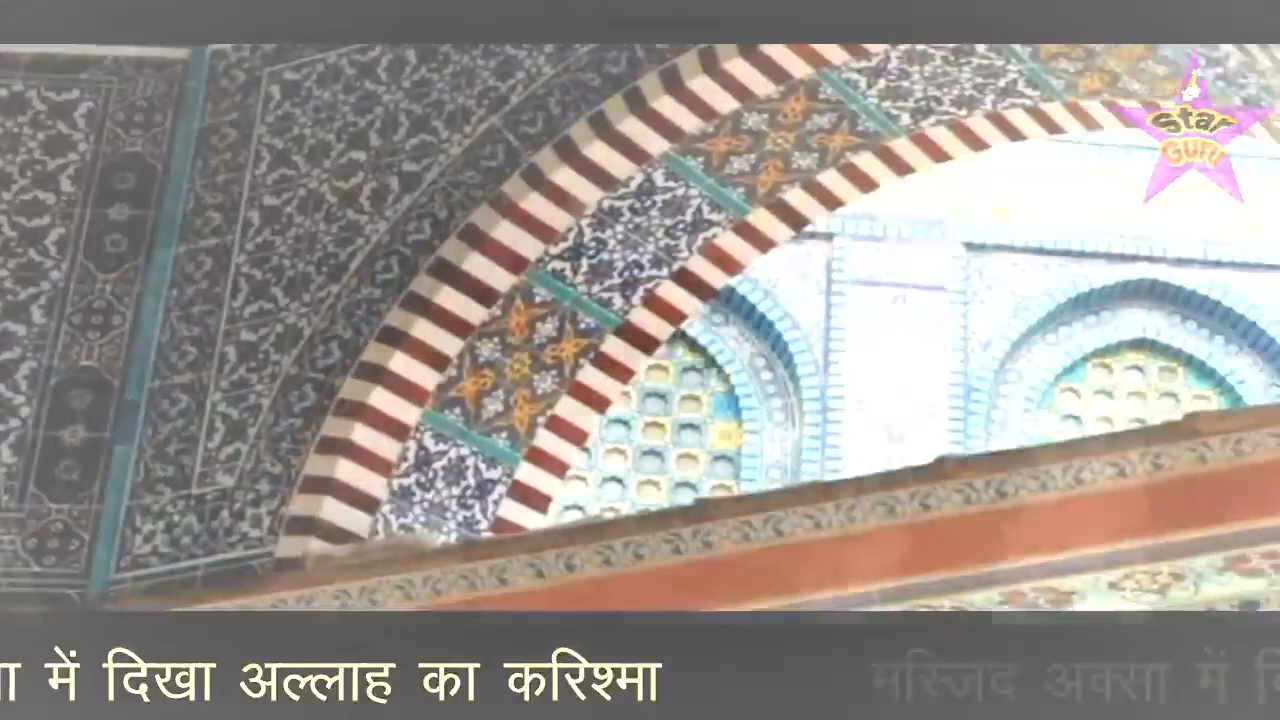 Star
GURU
में दिखा अल्लाह का करिश्मा
मस्जिद अक्सा में